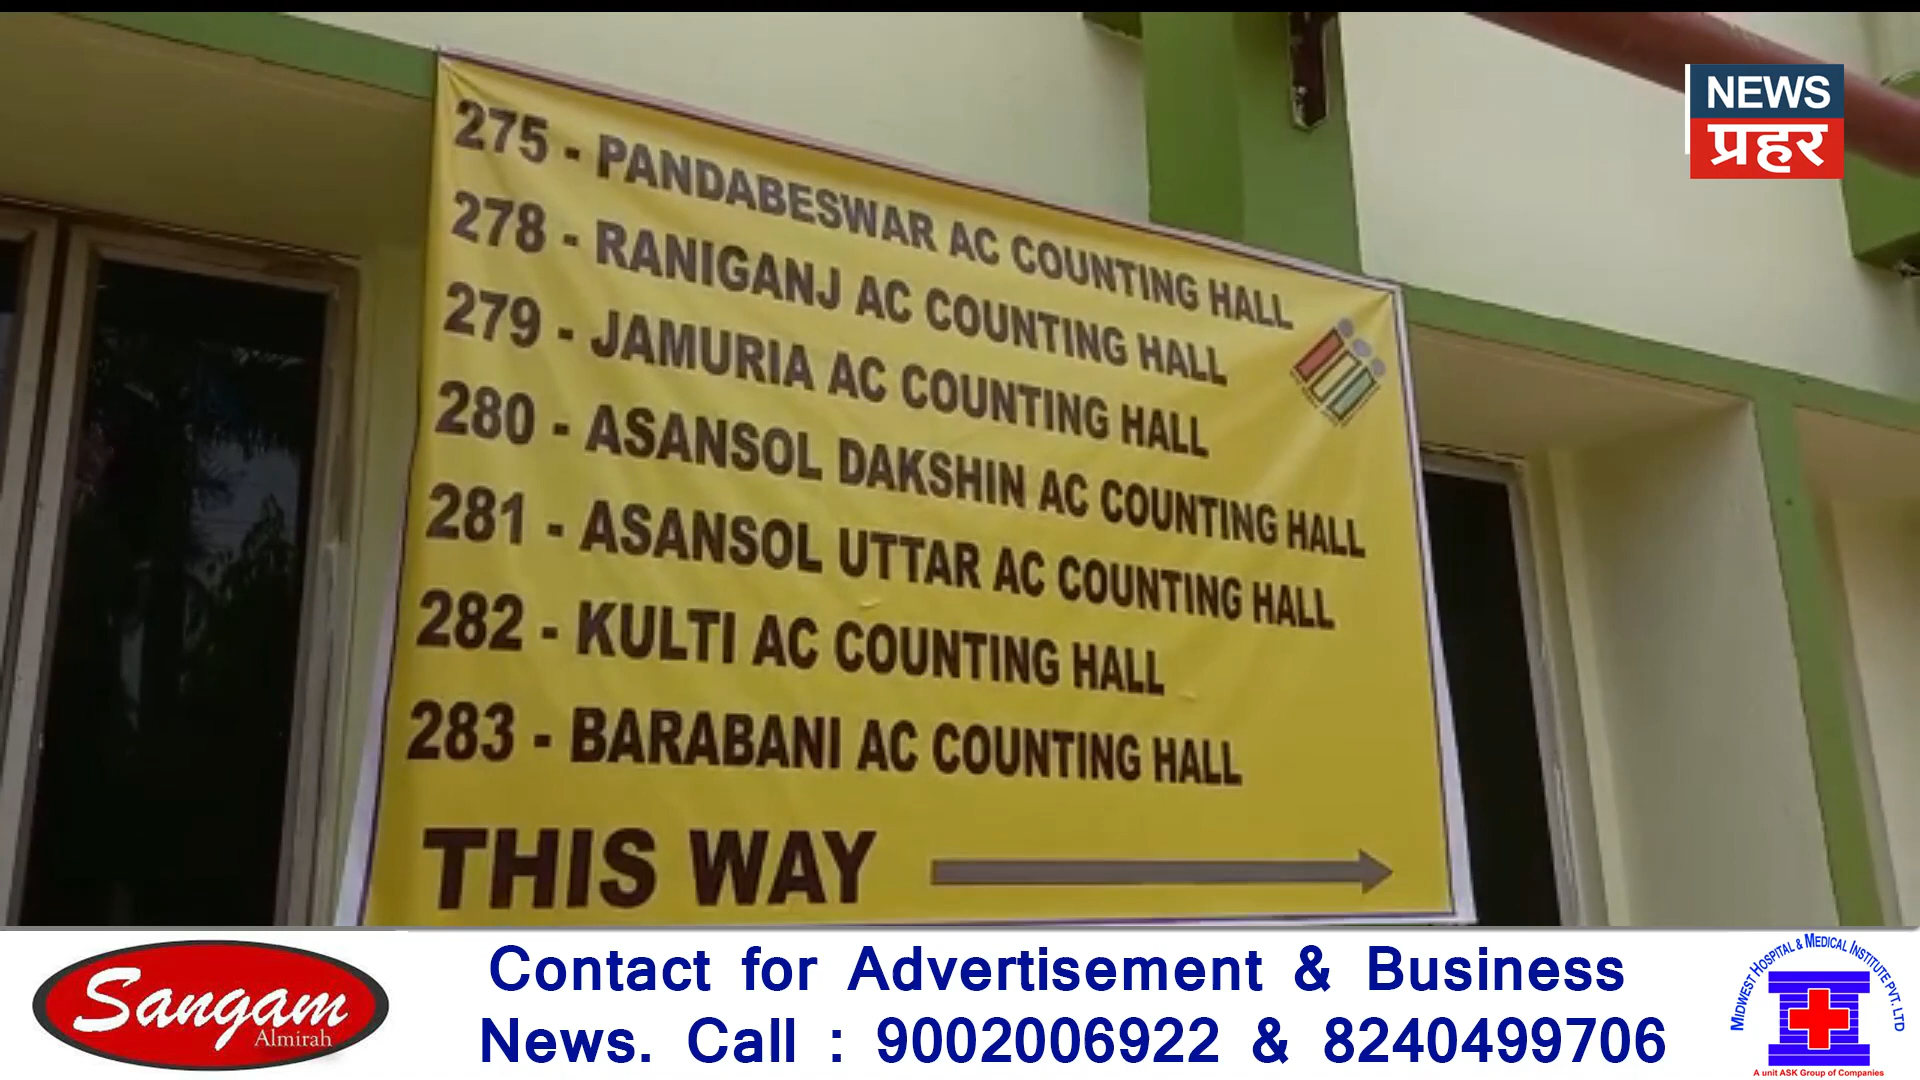 275 - PANDABESWAR AC COUNTING HALL
278 - RANIGANJ AC COUNTING HALL
279 - JAMURIA AC COUNTING HALL
280 - ASANSOL DAKSHIN AC COUNTING HALL
281 - ASANSOL UTTAR AC COUNTING HALL
282 - KULTI AC COUNTING HALL
283 - BARABANI AC COUNTING HALL
THIS WAY
NEWS
प्रहर
Sangam
Almirah
Contact for Advertisement & Business
News. Call : 9002006922 & 8240499706
MIDWEST HOSPITAL & MEDICAL INSTITUTE PVT. LTD
A unit ASK Group of Companies